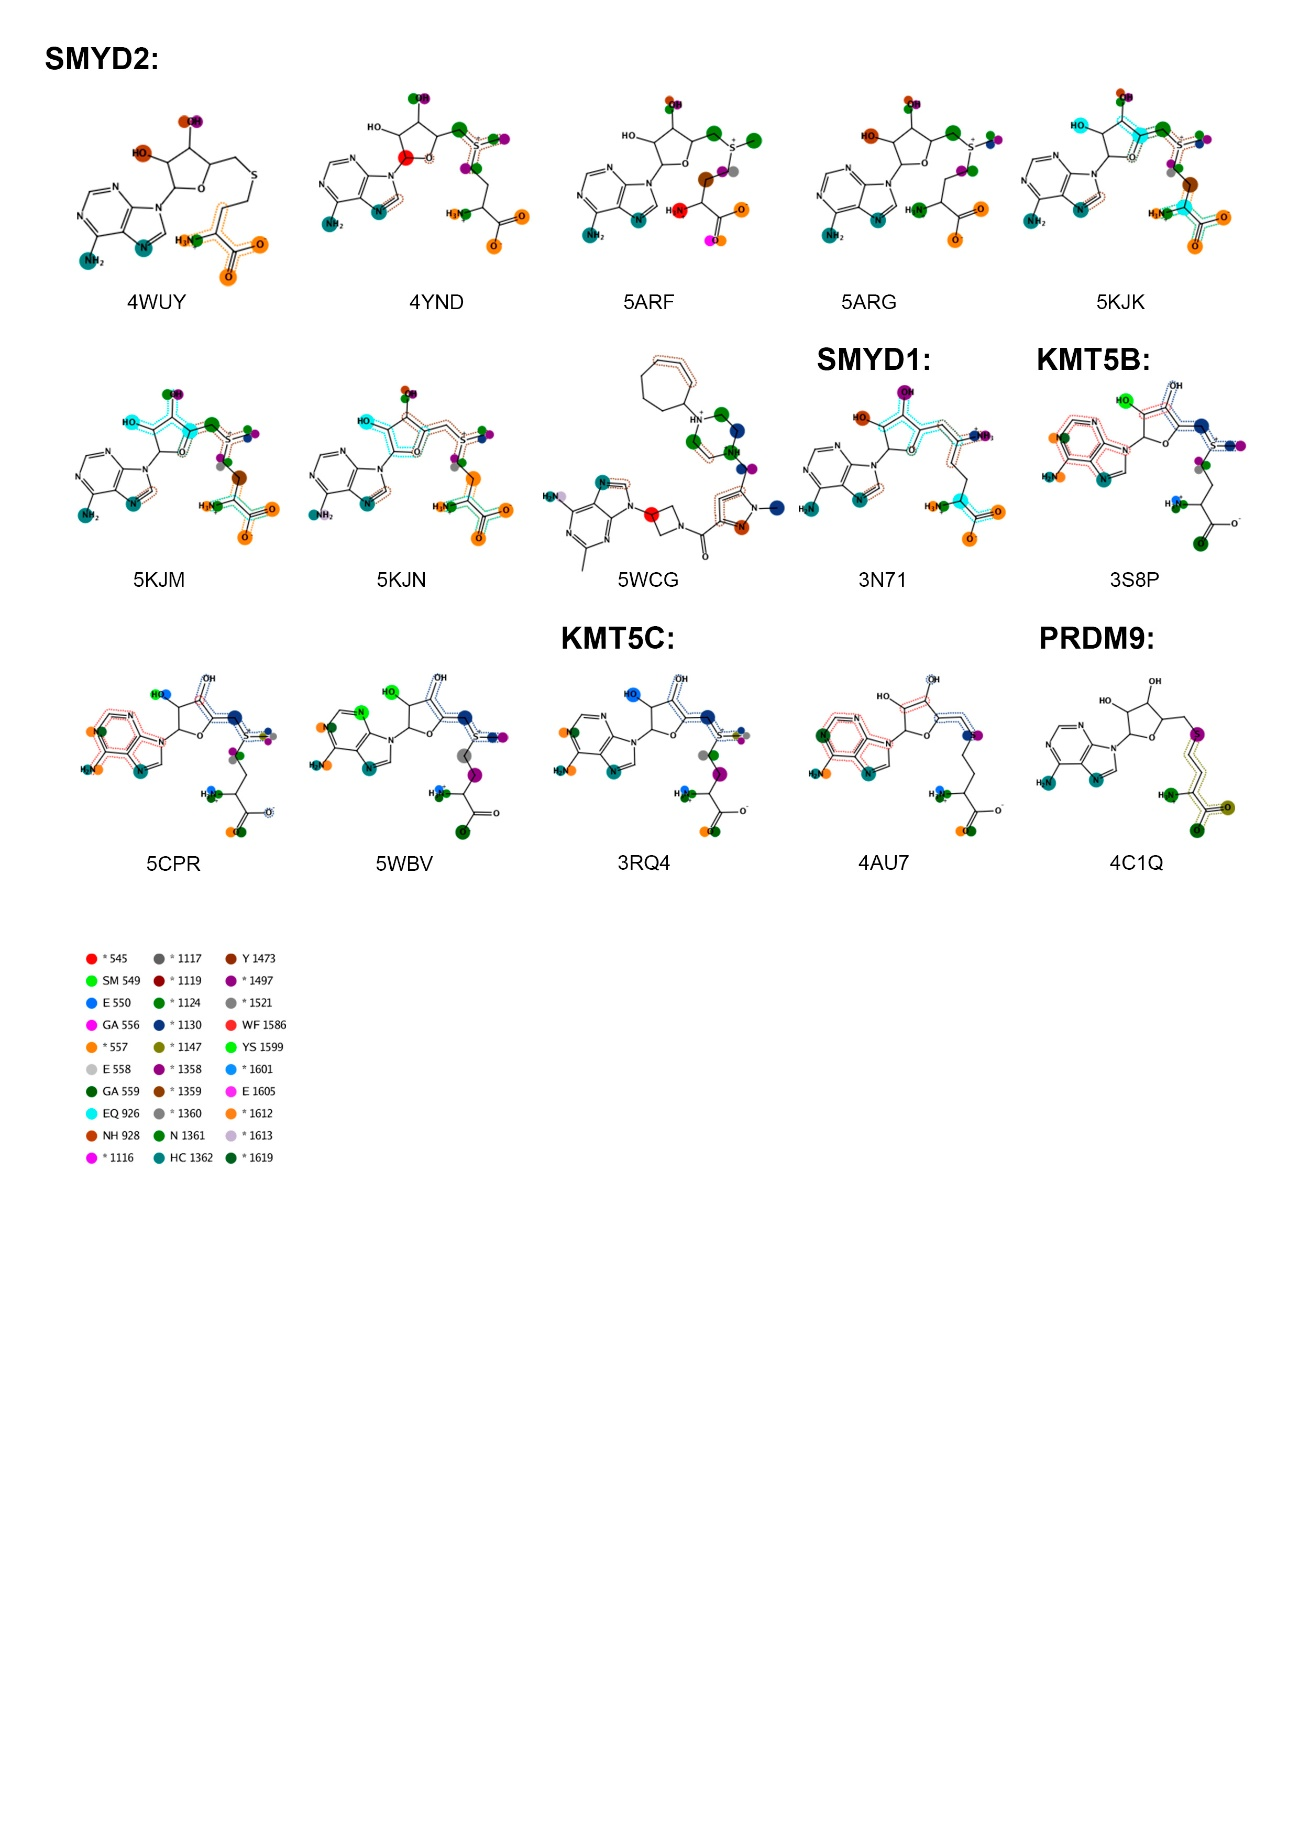 SMYD2:
4WUY
4YND
5ARF
5ARG
5KJK
SMYD1:
KMT5B:
5KJM
5KJN
5WCG
3N71
3S8P
KMT5C:
PRDM9:
5CPR
5WBV
3RQ4
4AU7
4C1Q
* 545
SM 549
E 550
GA 556
* 557
E 558
GA 559
EQ 926
NH 928
* 1116
* 1117
* 1119
* 1124
* 1130
* 1147
* 1358
* 1359
* 1360
N 1361
HC 1362
Y 1473
* 1497
* 1521
WF 1586
YS 1599
* 1601
E 1605
* 1612
* 1613
* 1619